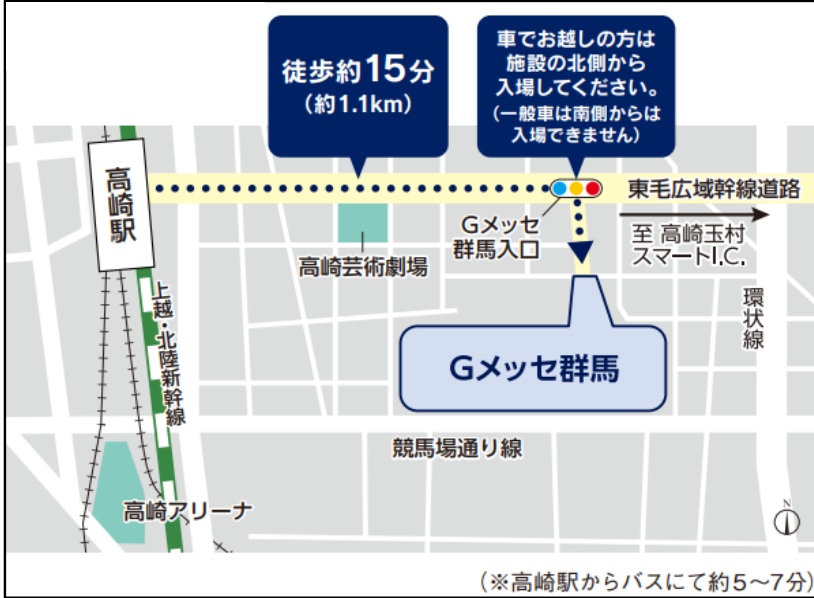 徒歩約15分
(約1.1km)
車でお越しの方は
施設の北側から
入場してください。
(一般車は南側からは
入場できません)
高崎駅
東毛広域幹線道路
Gメッセ
群馬入口
至 高崎玉村
スマートI.C.
高崎芸術劇場
上越・北陸新幹線
環状線
Gメッセ群馬
競馬場通り線
高崎アリーナ
N
(※高崎駅からバスにて約5〜7分)